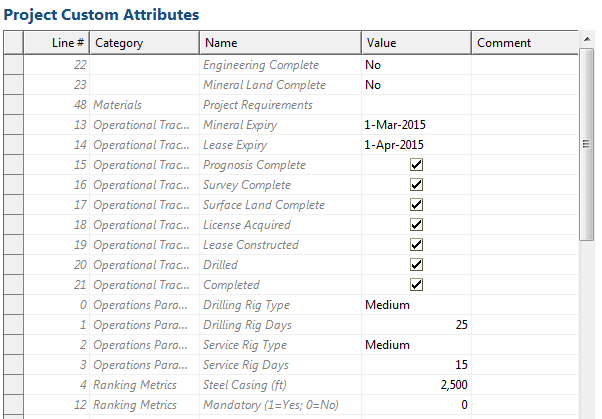 Project Custom Attributes
Line # Category Name Value Comment
22 Engineering Complete No
23 Mineral Land Complete No
48 Materials Project Requirements
13 Operational Trac... Mineral Expiry 1-Mar-2015
14 Operational Trac... Lease Expiry 1-Apr-2015
15 Operational Trac... Prognosis Complete
16 Operational Trac... Survey Complete
17 Operational Trac... Surface Land Complete
18 Operational Trac... License Acquired
19 Operational Trac... Lease Constructed
20 Operational Trac... Drilled
21 Operational Trac... Completed
0 Operations Para... Drilling Rig Type Medium
1 Operations Para... Drilling Rig Days 25
2 Operations Para... Service Rig Type Medium
3 Operations Para... Service Rig Days 15
4 Ranking Metrics Steel Casing (ft) 2,500
12 Ranking Metrics Mandatory (1=Yes; 0=No) 0